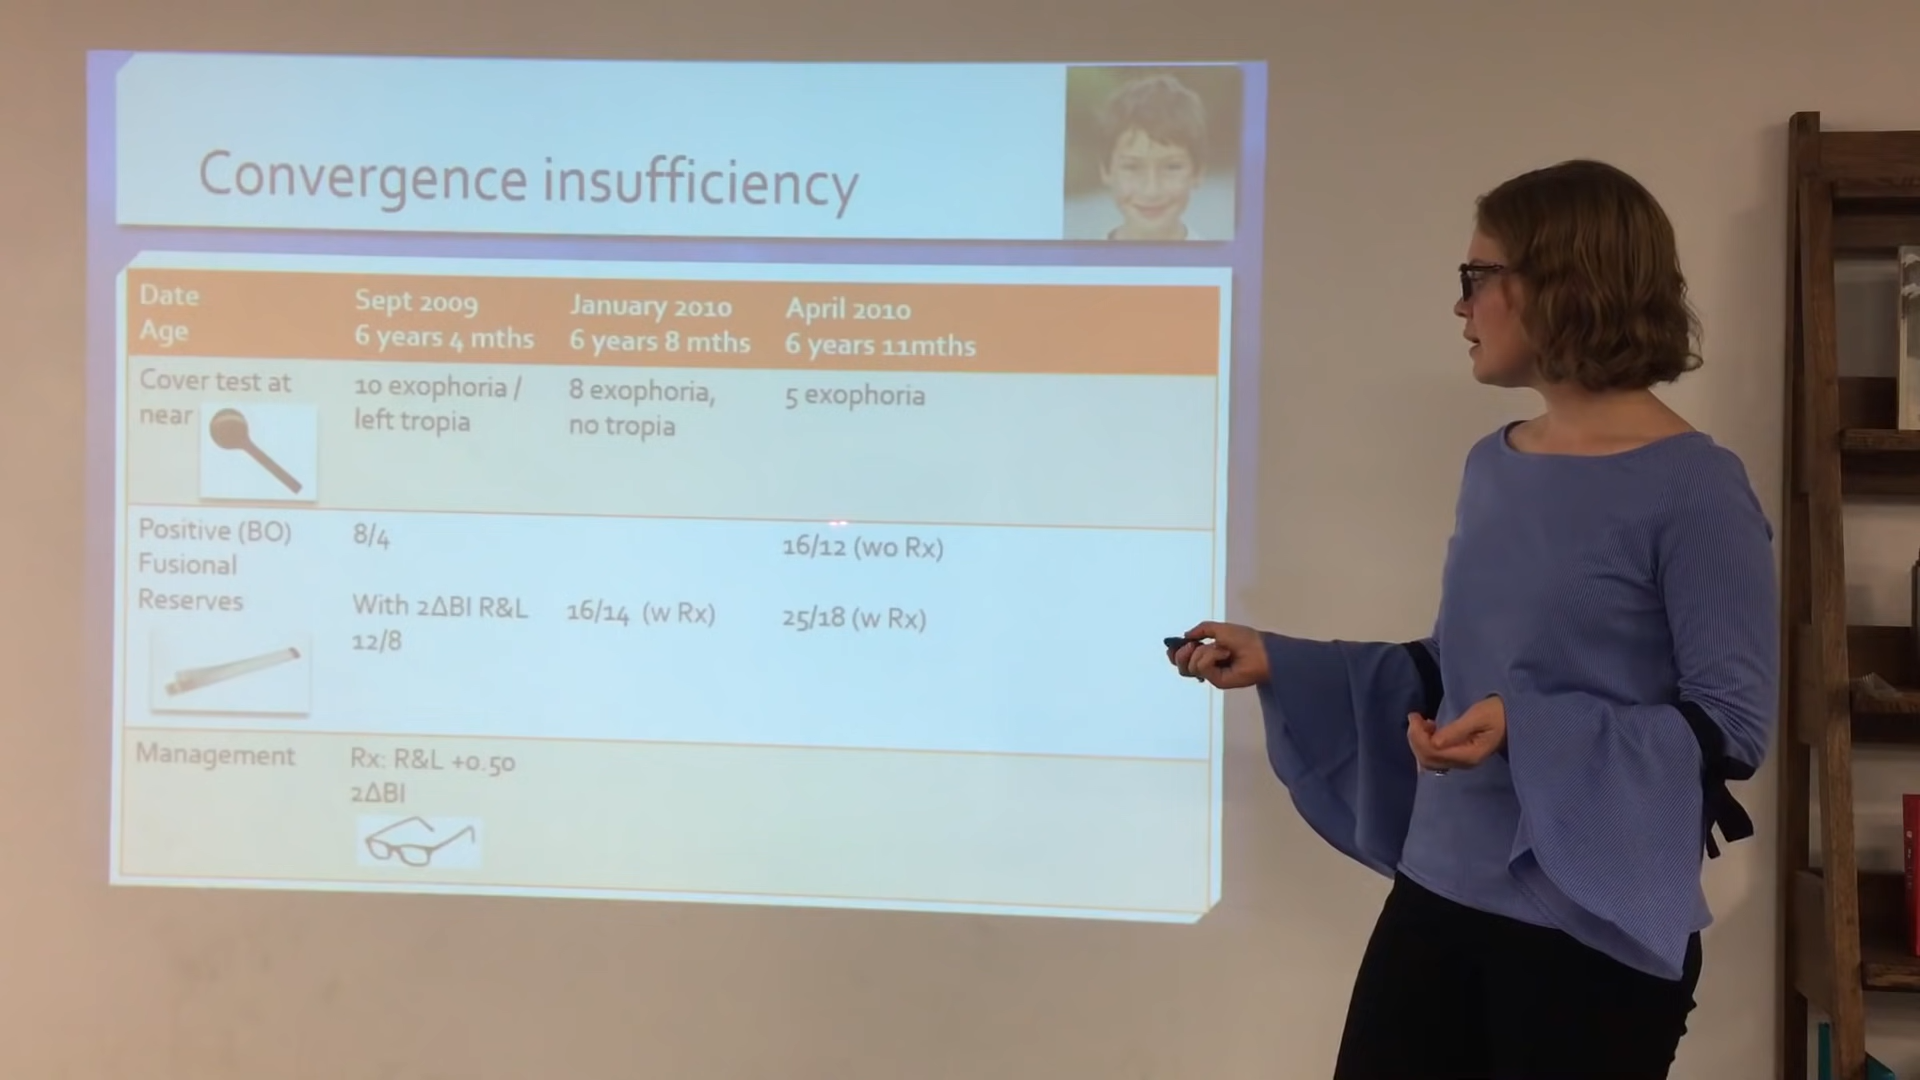 Convergence insufficiency
Date
Age
Sept 2009
6 years 4 mths
January 2010
6 years 8 mths
April 2010
6 years 11mths
Cover test at
near
10 exophoria /
left tropia
8 exophoria,
no tropia
5 exophoria
Positive (BO)
Fusional
Reserves
8/4
With 2ΔBI R&L
12/8
16/14 (w Rx)
16/12 (wo Rx)
25/18 (w Rx)
Management
Rx: R&L +0.50
2ΔBI